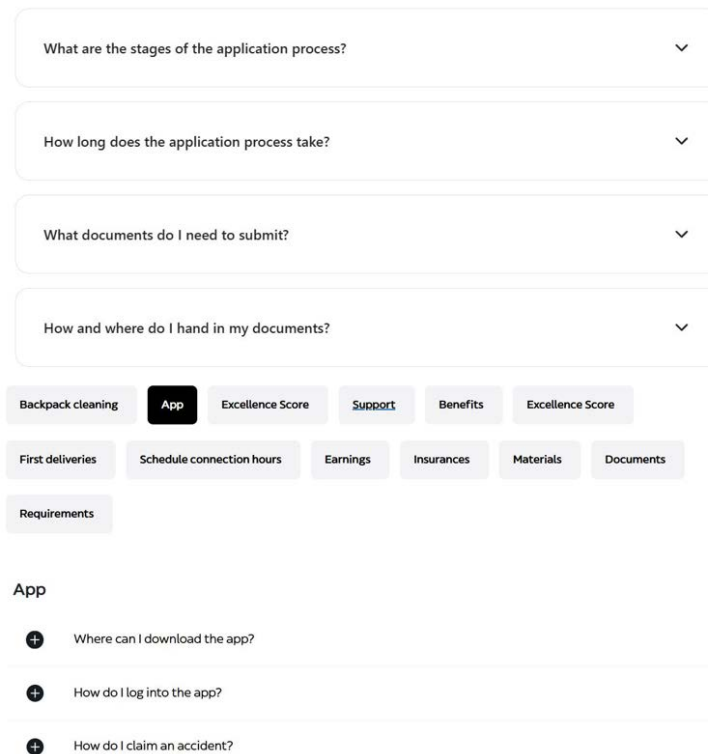 What are the stages of the application process?
How long does the application process take?
What documents do I need to submit?
How and where do I hand in my documents?
Backpack cleaning App Excellence Score Support Benefits Excellence Score
First deliveries Schedule connection hours Earnings Insurances Materials Documents
Requirements
App
Where can I download the app?
How do I log into the app?
How do I claim an accident?